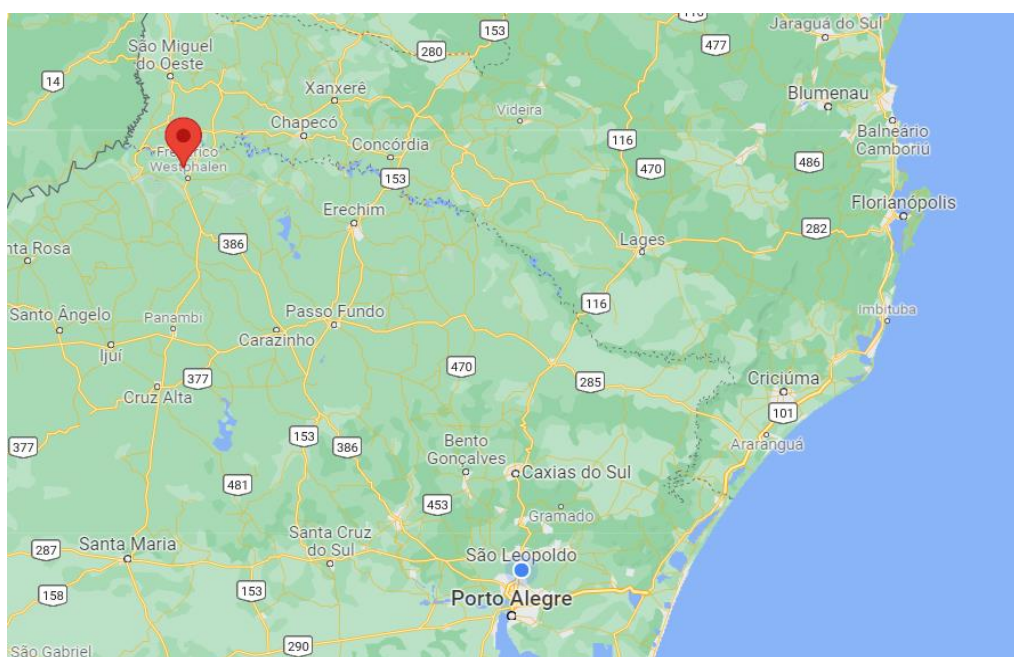 153
Jaraguá do Sul
São Miguel
do Oeste
280
477
14
Xanxerê
Blumenau
Videira
Chapecó
116
Balneário
Camboriú
Frederico
Westphalen
Concórdia
486
470
153
Erechim
Florianópolis
282
386
Lages
Santa Rosa
116
Imbituba
Santo Ângelo
Panambi
Passo Fundo
Carazinho
Ijuí
470
377
285
Criciúma
Cruz Alta
101
153
386
Araranguá
377
Bento
Gonçalves
Caxias do Sul
481
453
Gramado
Santa Cruz
do Sul
Santa Maria
287
São Leopoldo
158
153
Porto Alegre
290
São Gabriel